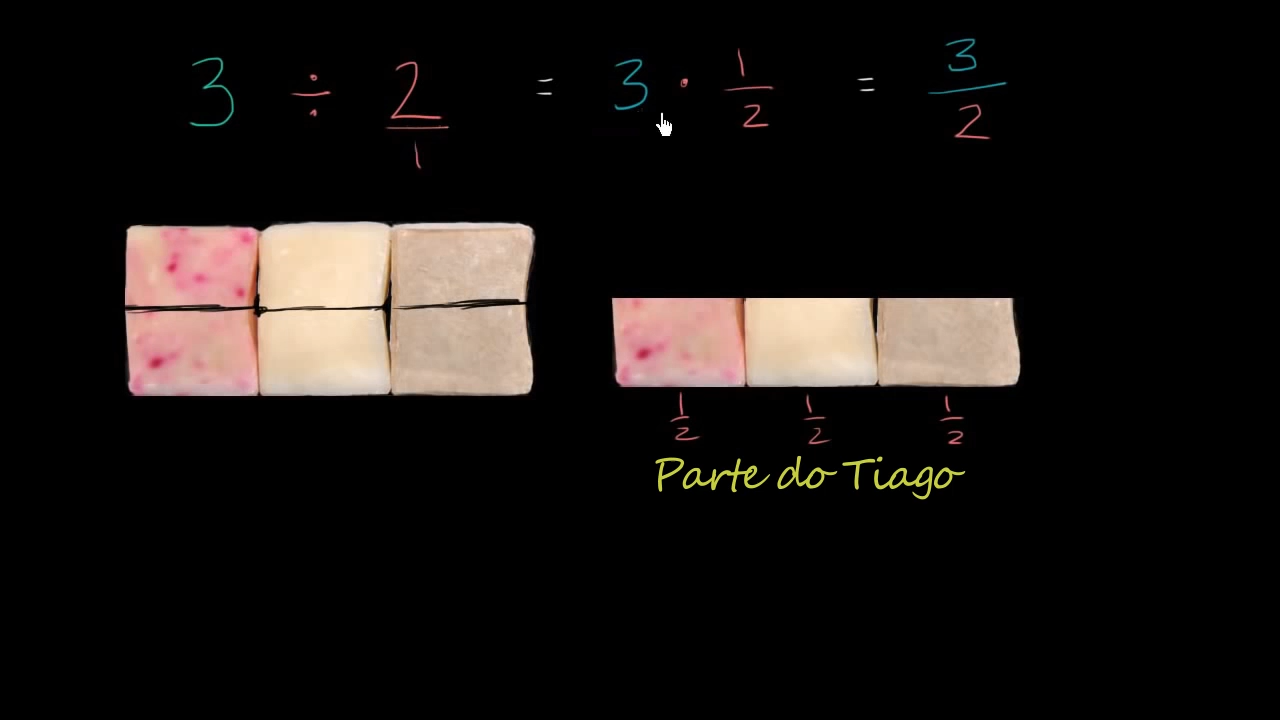 3 ÷ 2/1 = 3 · 1/2 = 3/2
1/2 1/2 1/2
Parte do Tiago